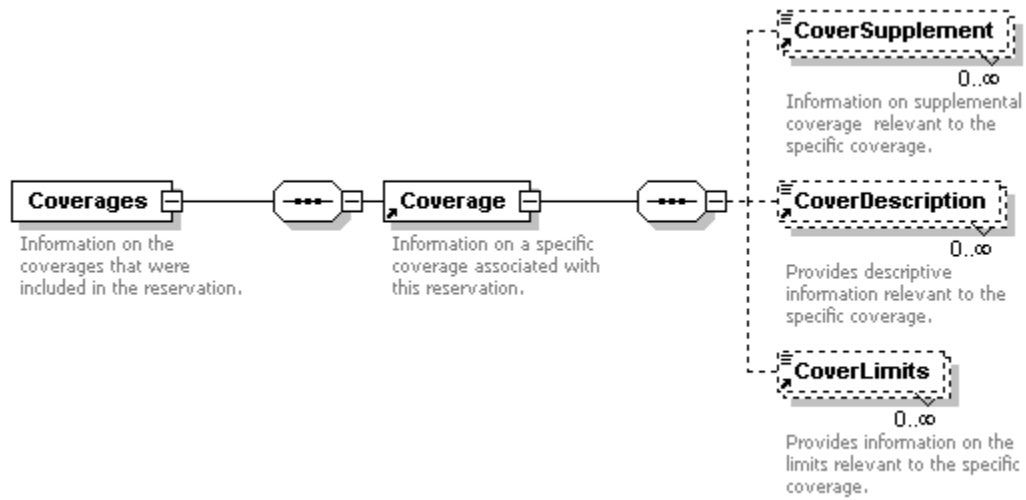 CoverSupplement
0..∞
Information on supplemental
coverage relevant to the
specific coverage.
Coverages
Information on the
coverages that were
included in the reservation.
Coverage
Information on a specific
coverage associated with
this reservation.
CoverDescription
0..∞
Provides descriptive
information relevant to the
specific coverage.
CoverLimits
0..∞
Provides information on the
limits relevant to the specific
coverage.